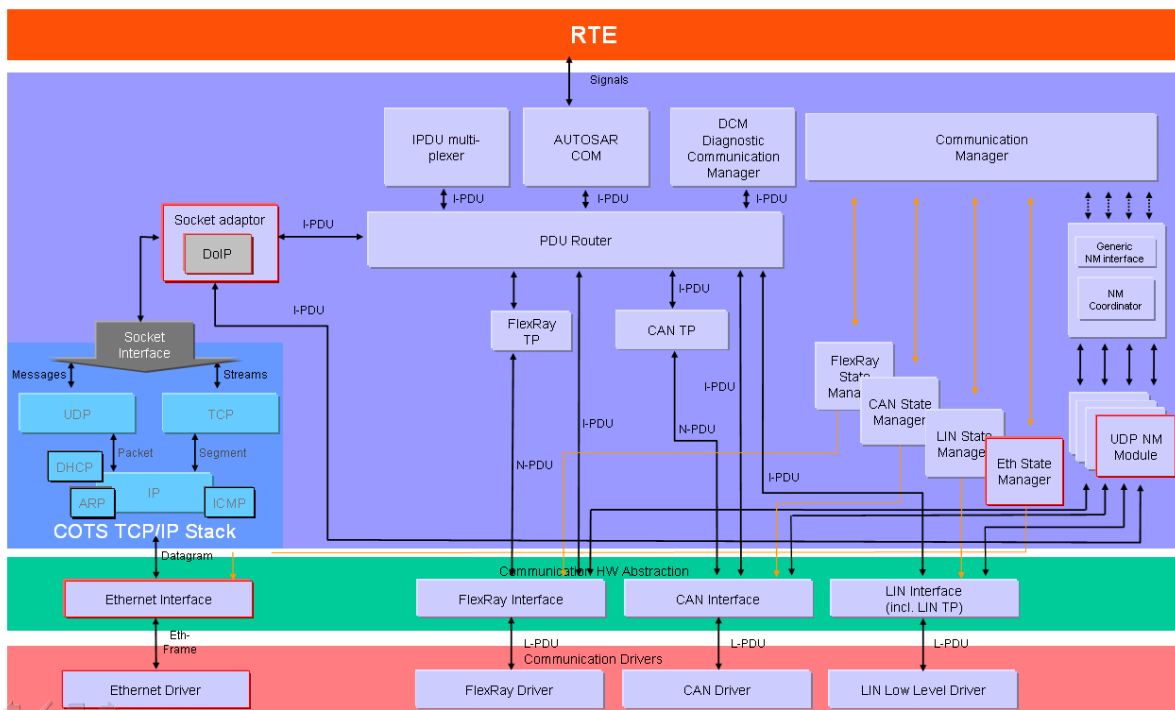 RTE
Signals
IPDU multi-
plexer
AUTOSAR
COM
DCM
Diagnostic
Communication
Manager
Communication
Manager
I-PDU
I-PDU
I-PDU
Socket adaptor
DoIP
I-PDU
PDU Router
Generic
NM interface
NM
Coordinator
I-PDU
I-PDU
FlexRay
TP
CAN TP
Socket
Interface
Messages
Streams
I-PDU
FlexRay
State
Manager
CAN State
Manager
LIN State
Manager
Eth State
Manager
UDP NM
Module
UDP
TCP
I-PDU
N-PDU
Packet
Segment
DHCP
IP
ARP
ICMP
N-PDU
I-PDU
COTS TCP/IP Stack
Datagram
Communication HW Abstraction
Ethernet Interface
FlexRay Interface
CAN Interface
LIN Interface
(incl. LIN TP)
Eth-
Frame
L-PDU
L-PDU
L-PDU
Communication Drivers
Ethernet Driver
FlexRay Driver
CAN Driver
LIN Low Level Driver